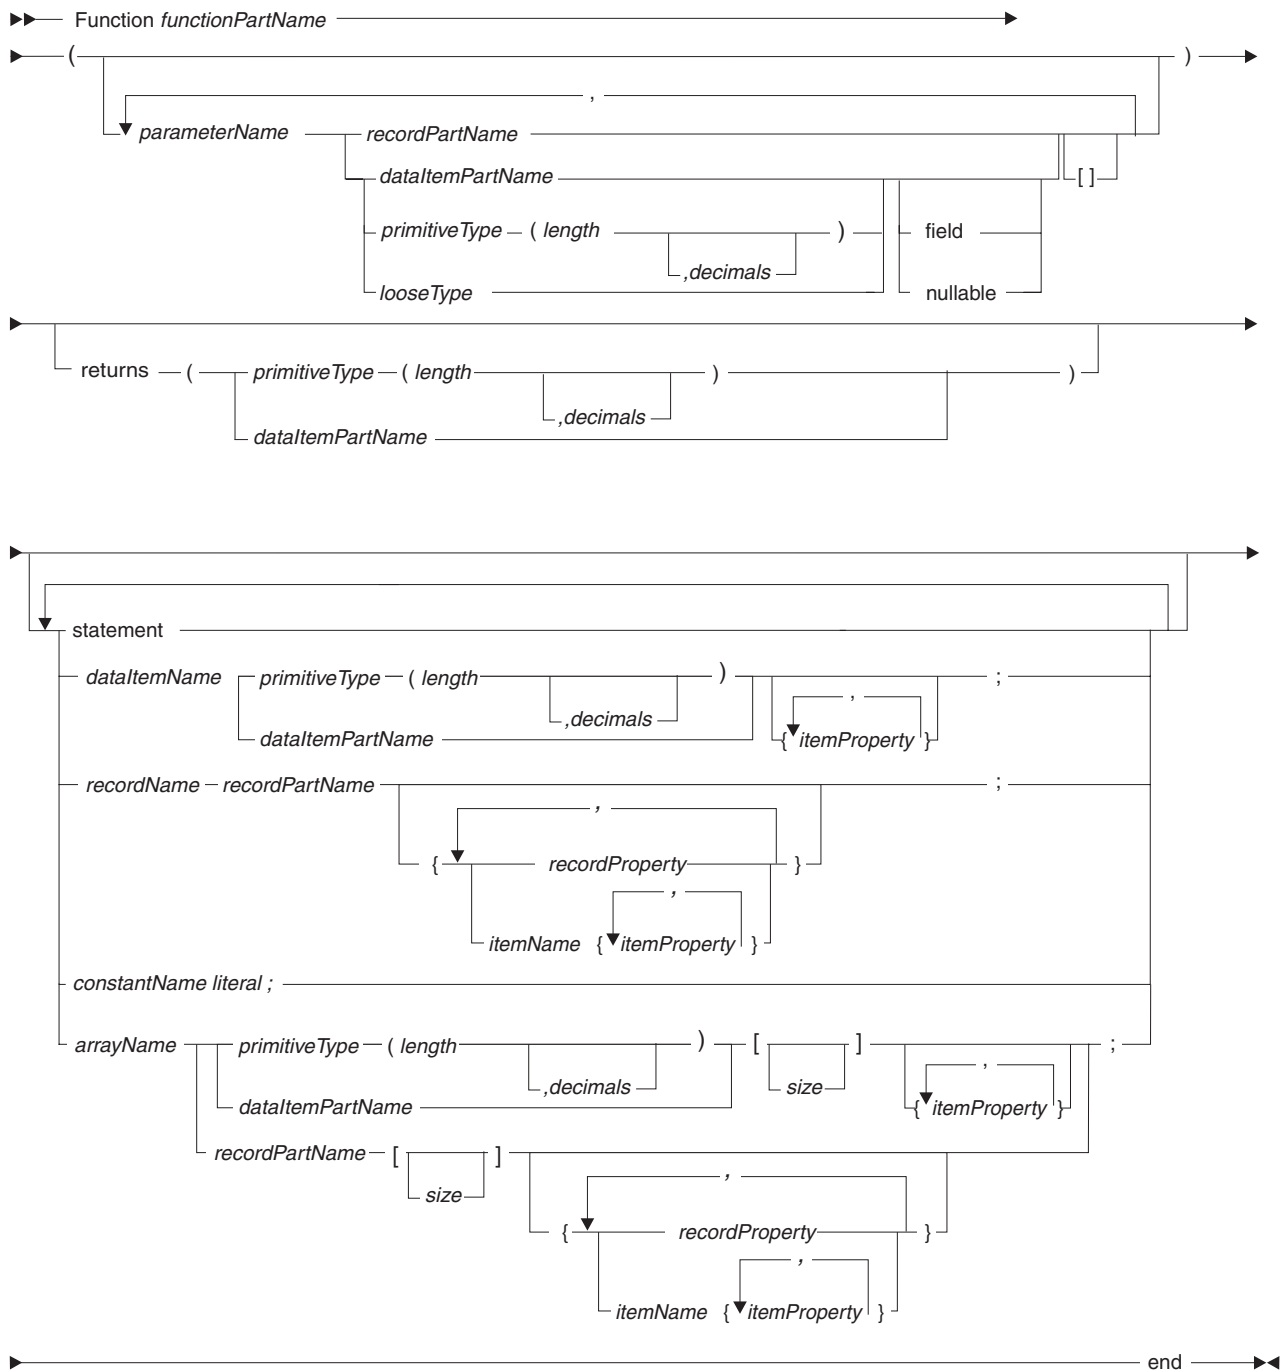 Function functionPartName
( )
,
parameterName recordPartName
dataItemPartName [ ]
primitiveType ( length ) field
,decimals
looseType nullable
returns ( primitiveType ( length ) )
,decimals
dataItemPartName
statement
dataItemName primitiveType ( length ) ;
,
,decimals
dataItemPartName { itemProperty }
recordName recordPartName ;
,
{ recordProperty }
,
itemName { itemProperty }
constantName literal ;
arrayName primitiveType ( length ) [ ] ;
,
,decimals size
dataItemPartName { itemProperty }
recordPartName [ ]
,
size
{ recordProperty }
,
itemName { itemProperty }
end